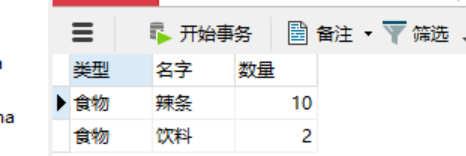 开始事务 备注 筛选
类型 名字 数量
食物 辣条 10
食物 饮料 2
na